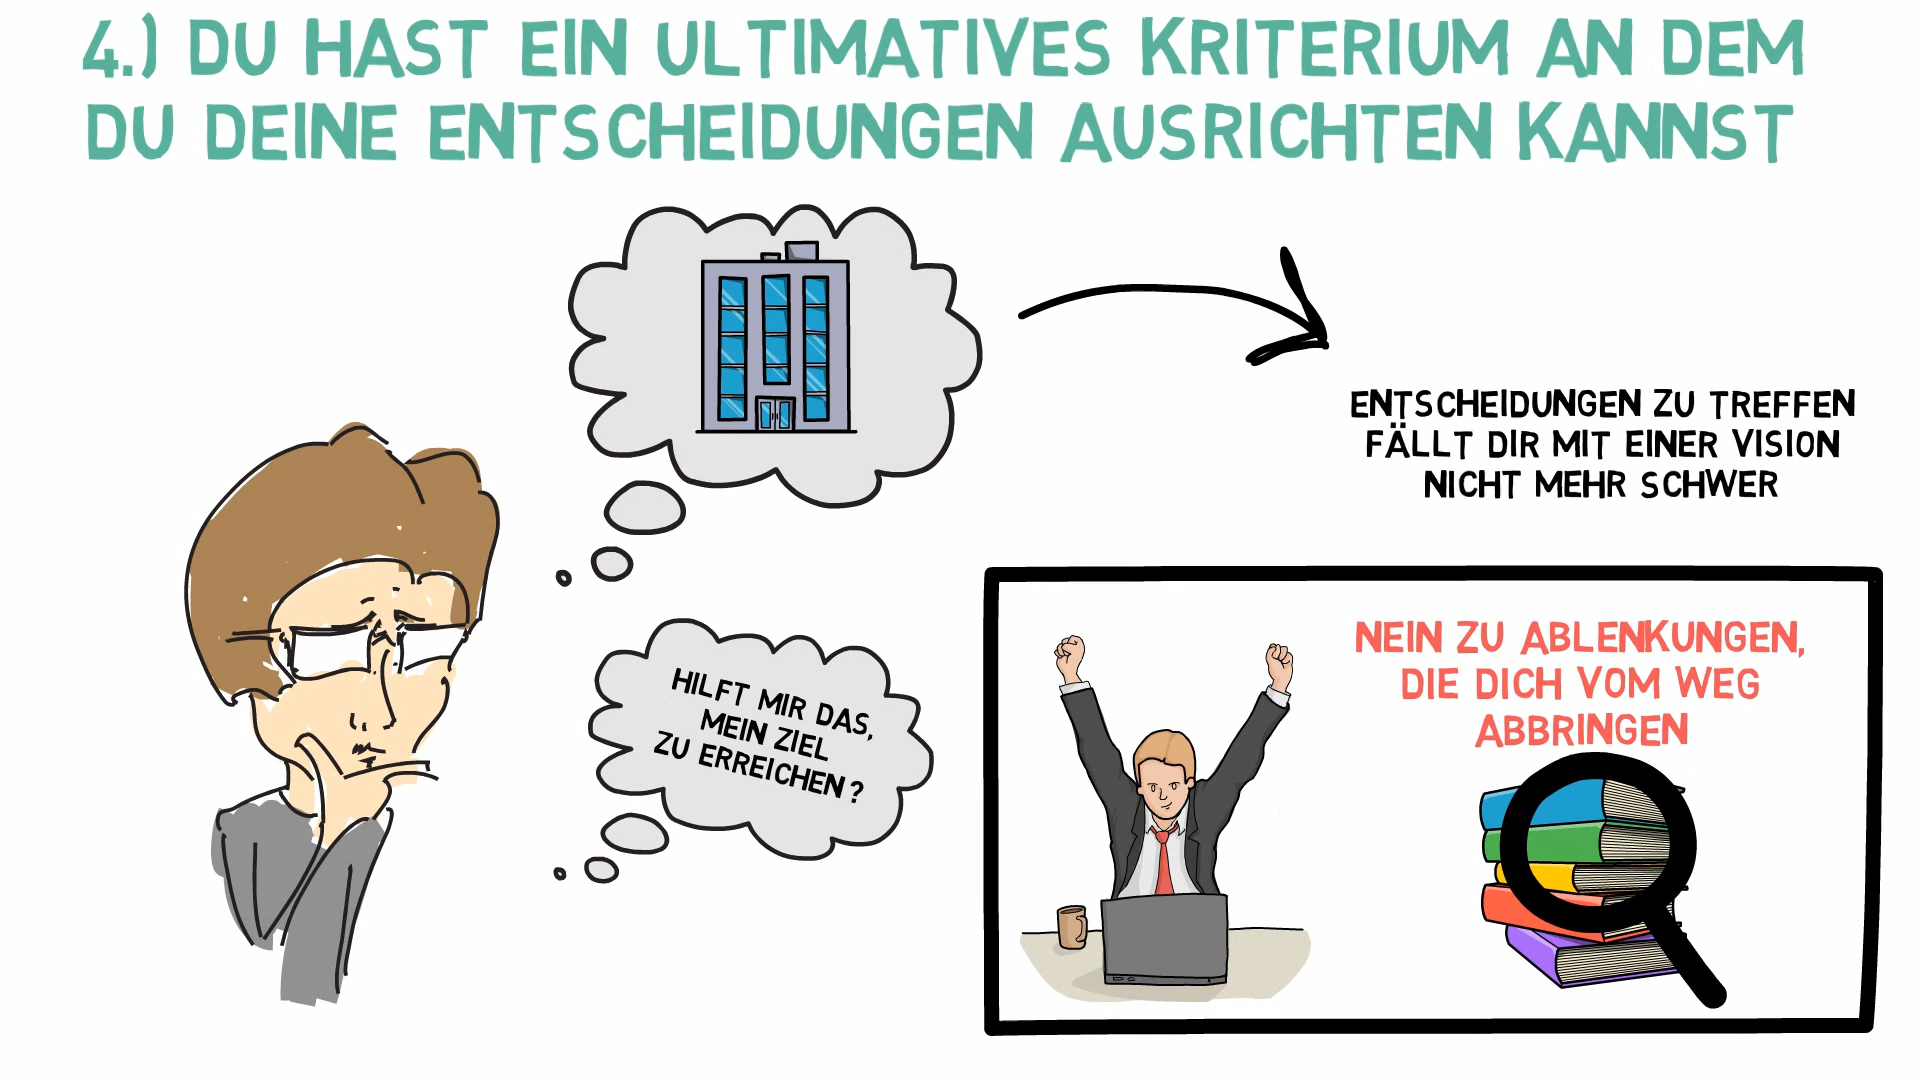 4.) DU HAST EIN ULTIMATIVES KRITERIUM AN DEM
DU DEINE ENTSCHEIDUNGEN AUSRICHTEN KANNST
ENTSCHEIDUNGEN ZU TREFFEN
FÄLLT DIR MIT EINER VISION
NICHT MEHR SCHWER
HILFT MIR DAS,
MEIN ZIEL
ZU ERREICHEN?
NEIN ZU ABLENKUNGEN,
DIE DICH VOM WEG
ABBRINGEN